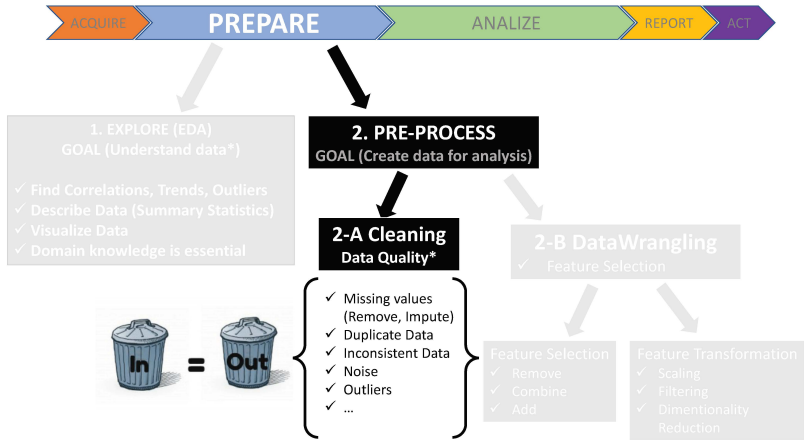 ACQUIRE
PREPARE
ANALIZE
REPORT
ACT
1. EXPLORE (EDA)
GOAL (Understand data*)
✓ Find Correlations, Trends, Outliers
✓ Describe Data (Summary Statistics)
✓ Visualize Data
✓ Domain knowledge is essential
2. PRE-PROCESS
GOAL (Create data for analysis)
2-A Cleaning
Data Quality*
2-B DataWrangling
✓ Feature Selection
In = Out
✓ Missing values
(Remove, Impute)
✓ Duplicate Data
✓ Inconsistent Data
✓ Noise
✓ Outliers
✓ ...
Feature Selection
✓ Remove
✓ Combine
✓ Add
Feature Transformation
✓ Scaling
✓ Filtering
✓ Dimentionality
Reduction